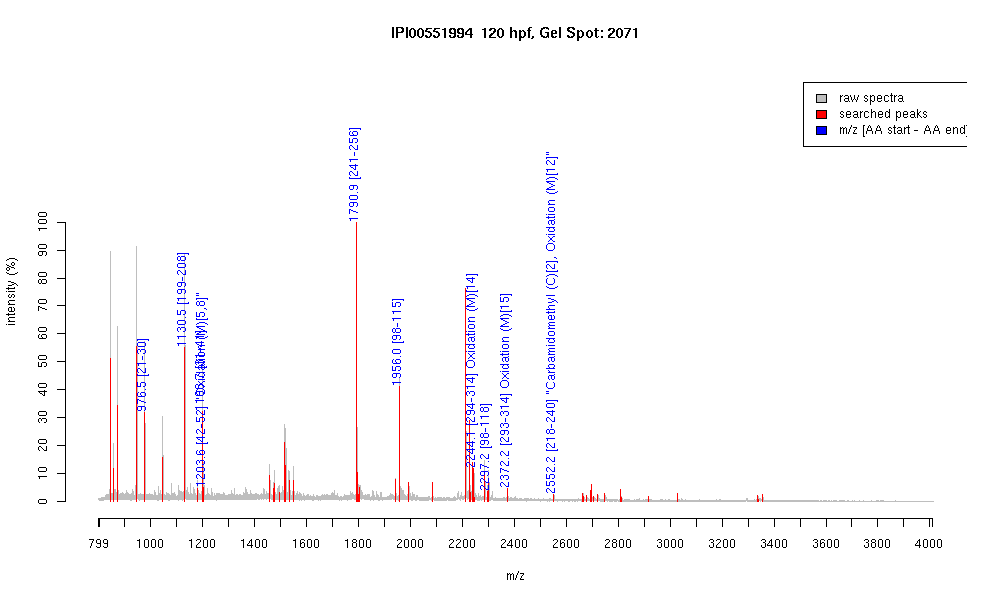 IPI00551994 120 hpf, Gel Spot: 2071
raw spectra
searched peaks
m/z [AA start - AA end]
1790.9 [241-256]
2552.2 [218-240] "Carbamidomethyl (C)[2], Oxidation (M)[12]"
1130.5 [199-208]
2244.1 [294-314] Oxidation (M)[14]
1203.6 [42-52]
2372.2 [293-314] Oxidation (M)[15]
1956.0 [98-115]
976.5 [21-30]
2297.2 [98-118]
intensity (%)
100
90
80
70
60
50
40
30
20
10
0
799 1000 1200 1400 1600 1800 2000 2200 2400 2600 2800 3000 3200 3400 3600 3800 4000
m/z